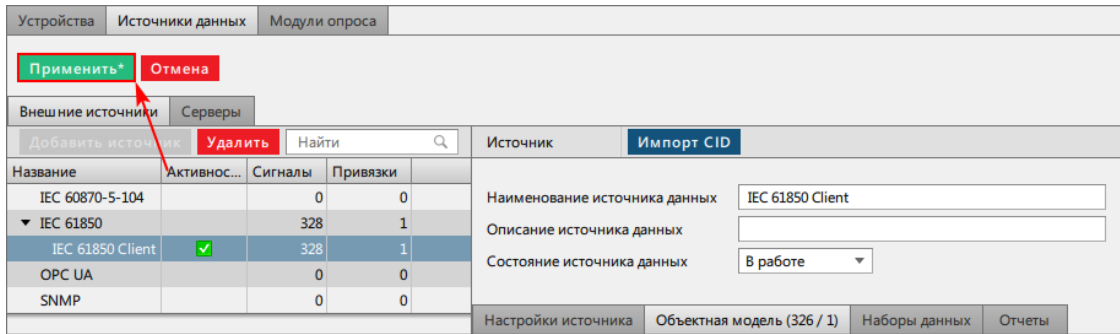 Устройства Источники данных Модули опроса
Применить* Отмена
Внешние источники Серверы
Добавить источник Удалить Найти
Источник Импорт CID
Название Активнос... Сигналы Привязки
IEC 60870-5-104 0 0
IEC 61850 328 1
IEC 61850 Client 328 1
OPC UA 0 0
SNMP 0 0
Наименование источника данных IEC 61850 Client
Описание источника данных
Состояние источника данных В работе
Настройки источника Объектная модель (326 / 1) Наборы данных Отчеты